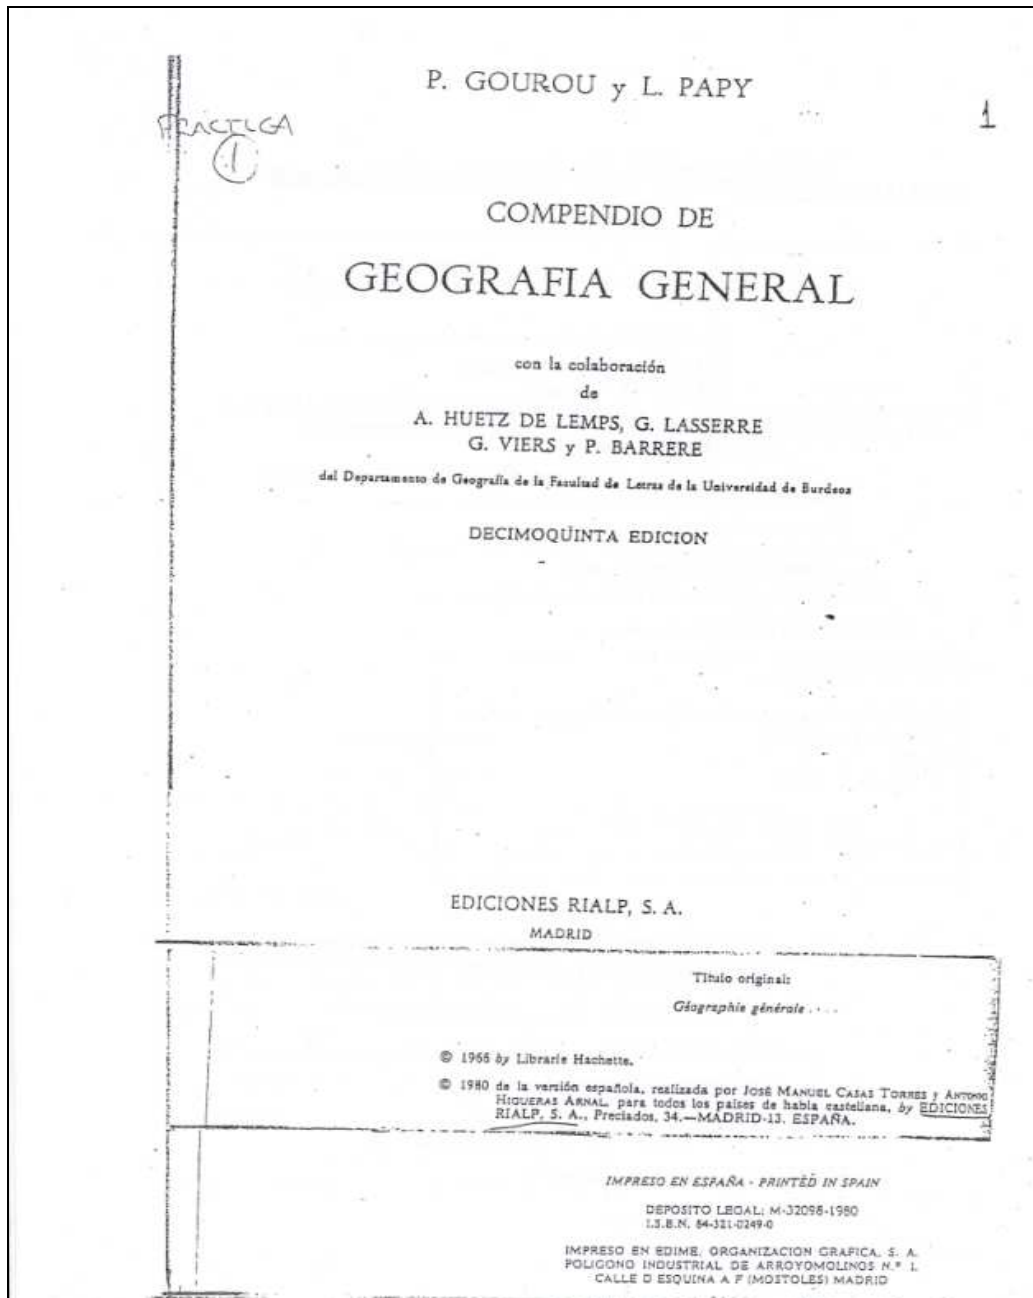 P. GOUROU y L. PAPY
1
PRACTICA
1
COMPENDIO DE
GEOGRAFIA GENERAL
con la colaboración
de
A. HUETZ DE LEMPS, G. LASSERRE
G. VIERS y P. BARRERE
del Departamento de Geografía de la Facultad de Letras de la Universidad de Burdeos
DECIMOQUINTA EDICION
EDICIONES RIALP, S. A.
MADRID
Título original:
Géographie générale
© 1966 by Librarie Hachette.
© 1980 de la versión española, realizada por JOSÉ MANUEL CASAS TORRES y ANTONIO
HIGUERAS ARNAL, para todos los países de habla castellana, by EDICIONES
RIALP, S. A., Preciados, 34.—MADRID-13. ESPAÑA.
IMPRESO EN ESPAÑA - PRINTED IN SPAIN
DEPOSITO LEGAL: M-32098-1980
I.S.B.N. 84-321-0249-0
IMPRESO EN EDIME, ORGANIZACION GRAFICA, S. A.
POLIGONO INDUSTRIAL DE ARROYOMOLINOS N.º 1.
CALLE D ESQUINA A F (MOSTOLES) MADRID